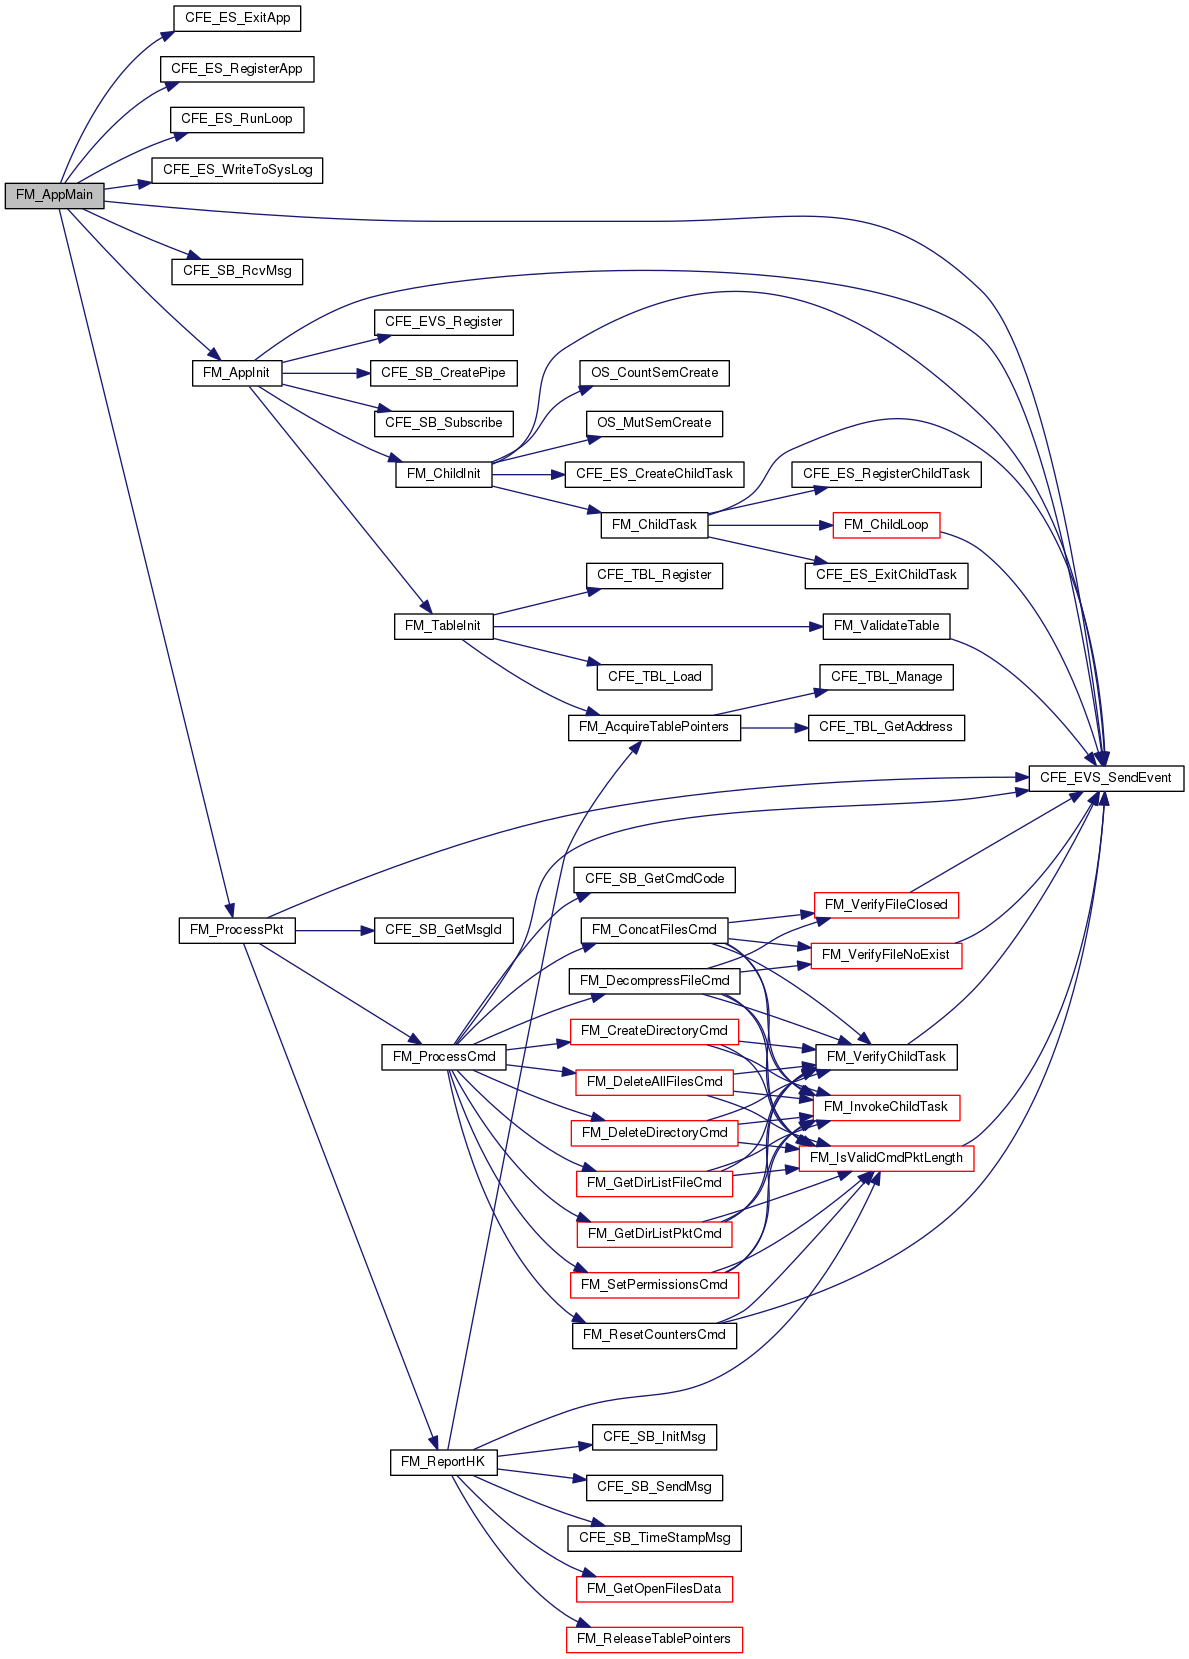 CFE_ES_ExitApp
CFE_ES_RegisterApp
CFE_ES_RunLoop
CFE_ES_WriteToSysLog
FM_AppMain
CFE_SB_RcvMsg
CFE_EVS_Register
FM_AppInit
CFE_SB_CreatePipe
OS_CountSemCreate
CFE_SB_Subscribe
OS_MutSemCreate
FM_ChildInit
CFE_ES_CreateChildTask
CFE_ES_RegisterChildTask
FM_ChildTask
FM_ChildLoop
CFE_TBL_Register
CFE_ES_ExitChildTask
FM_TableInit
FM_ValidateTable
CFE_TBL_Load
CFE_TBL_Manage
FM_AcquireTablePointers
CFE_TBL_GetAddress
CFE_EVS_SendEvent
CFE_SB_GetCmdCode
FM_VerifyFileClosed
FM_ProcessPkt
CFE_SB_GetMsgId
FM_ConcatFilesCmd
FM_VerifyFileNoExist
FM_DecompressFileCmd
FM_CreateDirectoryCmd
FM_ProcessCmd
FM_VerifyChildTask
FM_DeleteAllFilesCmd
FM_InvokeChildTask
FM_DeleteDirectoryCmd
FM_IsValidCmdPktLength
FM_GetDirListFileCmd
FM_GetDirListPktCmd
FM_SetPermissionsCmd
FM_ResetCountersCmd
CFE_SB_InitMsg
FM_ReportHK
CFE_SB_SendMsg
CFE_SB_TimeStampMsg
FM_GetOpenFilesData
FM_ReleaseTablePointers